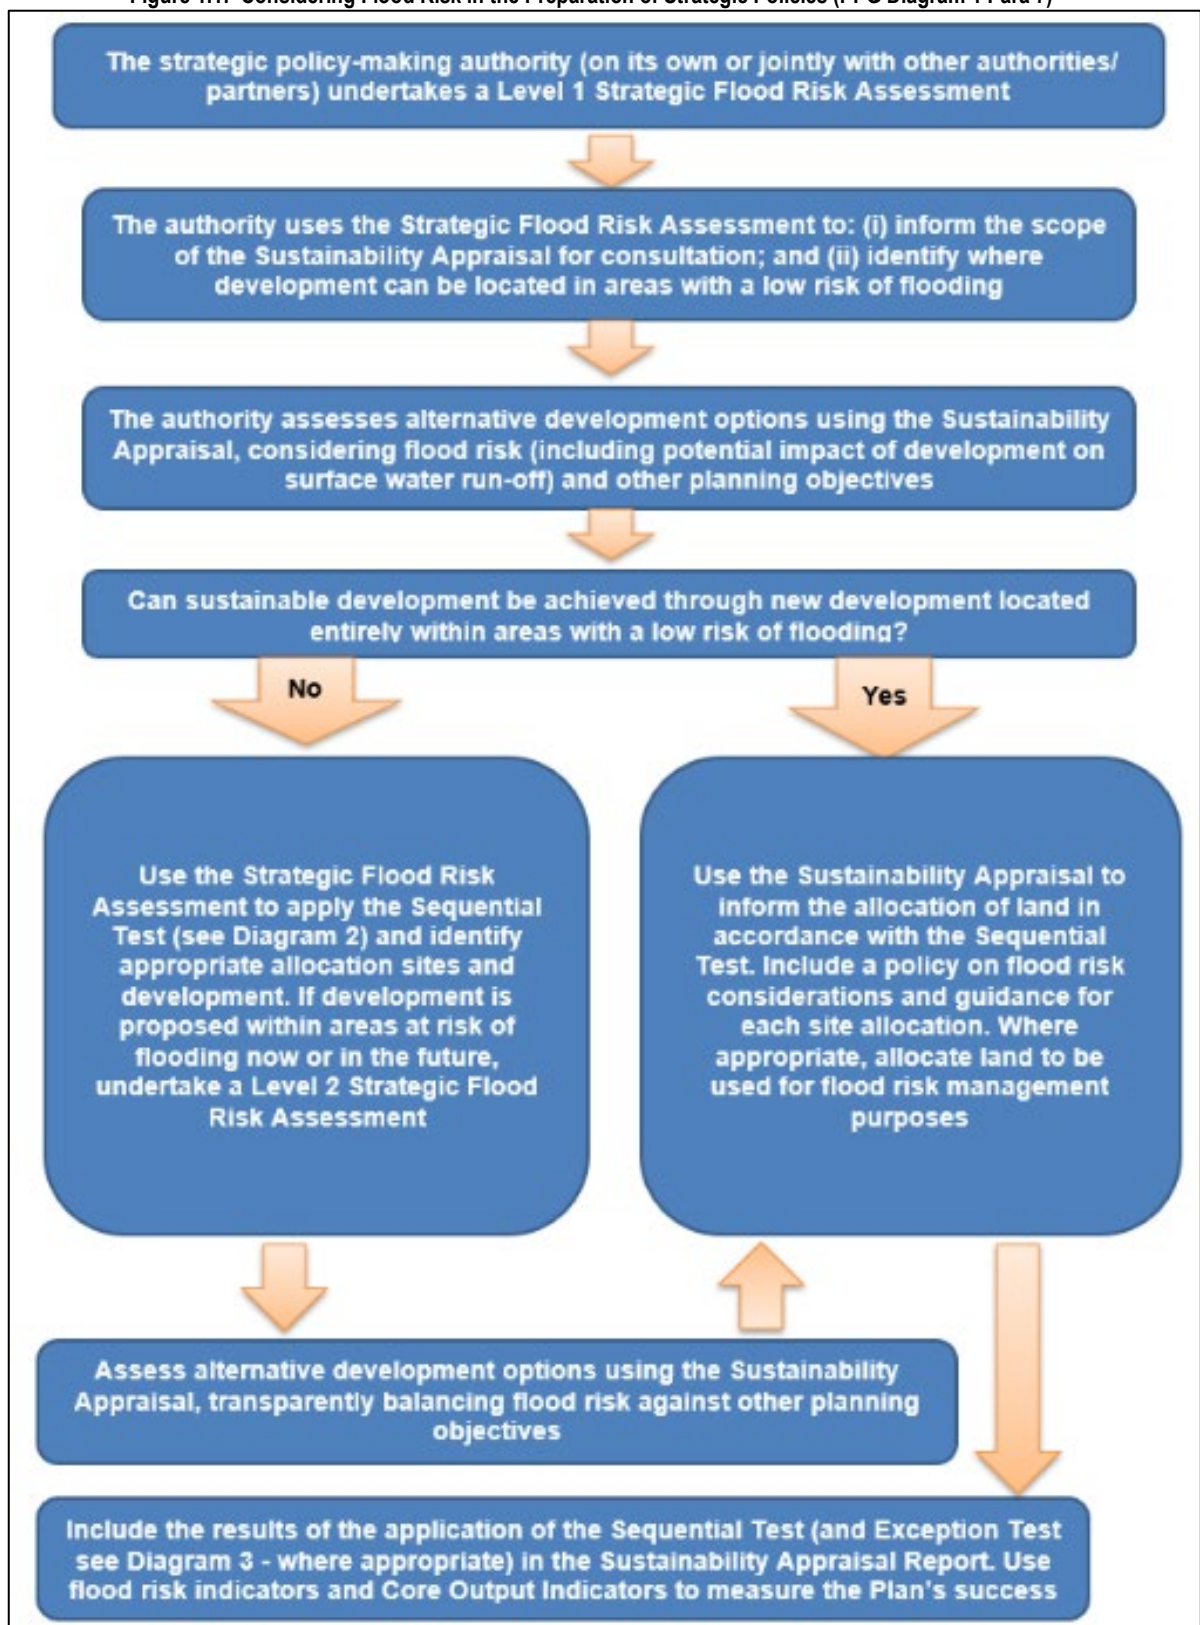 The strategic policy-making authority (on its own or jointly with other authorities/
partners) undertakes a Level 1 Strategic Flood Risk Assessment
The authority uses the Strategic Flood Risk Assessment to: (i) inform the scope
of the Sustainability Appraisal for consultation; and (ii) identify where
development can be located in areas with a low risk of flooding
The authority assesses alternative development options using the Sustainability
Appraisal, considering flood risk (including potential impact of development on
surface water run-off) and other planning objectives
Can sustainable development be achieved through new development located
entirely within areas with a low risk of flooding?
No
Yes
Use the Strategic Flood Risk
Assessment to apply the Sequential
Test (see Diagram 2) and identify
appropriate allocation sites and
development. If development is
proposed within areas at risk of
flooding now or in the future,
undertake a Level 2 Strategic Flood
Risk Assessment
Use the Sustainability Appraisal to
inform the allocation of land in
accordance with the Sequential
Test. Include a policy on flood risk
considerations and guidance for
each site allocation. Where
appropriate, allocate land to be
used for flood risk management
purposes
Assess alternative development options using the Sustainability
Appraisal, transparently balancing flood risk against other planning
objectives
Include the results of the application of the Sequential Test (and Exception Test
see Diagram 3 - where appropriate) in the Sustainability Appraisal Report. Use
flood risk indicators and Core Output Indicators to measure the Plan's success